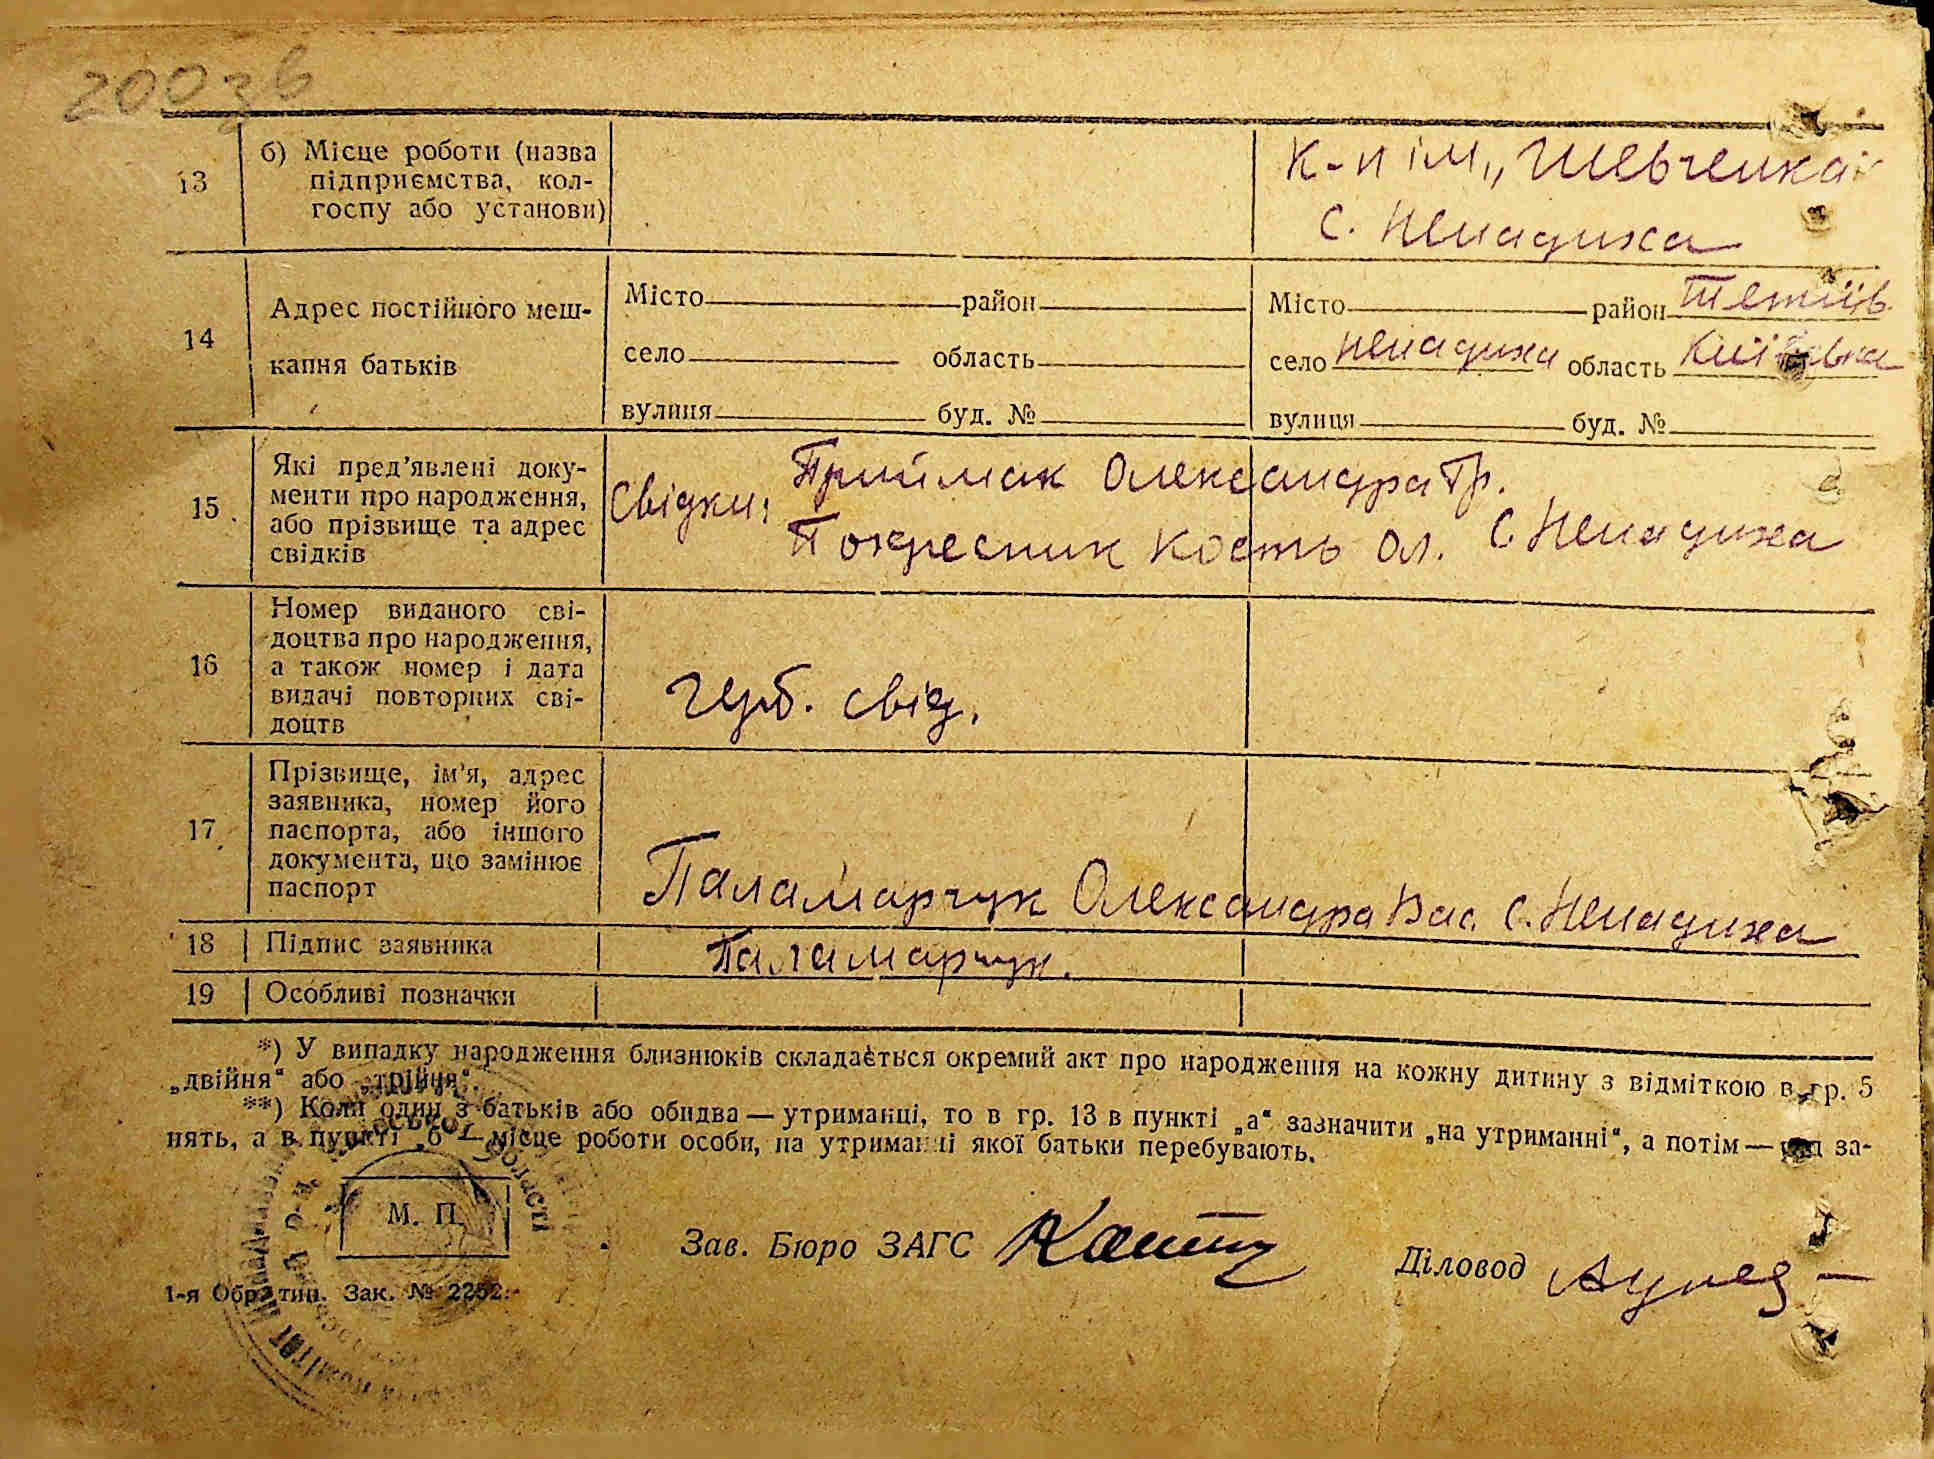 200зв
13
б) Місце роботи (назва
підприємства, кол-
госпу або установи)
к-п ім. „Шевченка
с. Ненадиха
14
Адрес постійного меш-
кання батьків
Місто район
село область
вулиця буд. №
Місто район Тетіїв
село Ненадиха область Київська
вулиця буд. №
15
Які пред'явлені доку-
менти про народження,
або прізвище та адрес
свідків
Свідки: Приймак Олександра Гр.
Похресник Кость Ол. С. Ненадиха
16
Номер виданого сві-
доцтва про народження,
а також номер і дата
видачі повторних сві-
доцтв
герб. свід.
17
Прізвище, ім'я, адрес
заявника, номер його
паспорта, або іншого
документа, що замінює
паспорт
Паламарчук Олександра Вас. с. Ненадиха
18 Підпис заявника
Паламарчук.
19 Особливі позначки
*) У випадку народження близнюків складається окремий акт про народження на кожну дитину з відміткою в гр. 5
„двійня“ або „трійня“.
**) Коли один з батьків або обидва — утриманці, то в гр. 13 в пункті „а“ зазначити „на утриманні“, а потім — рід за-
нять, а в пункті „б“ — місце роботи особи, на утриманні якої батьки перебувають.
М. П.
Зав. Бюро ЗАГС
Діловод
1-я Обр. тип. Зак. № 2252.